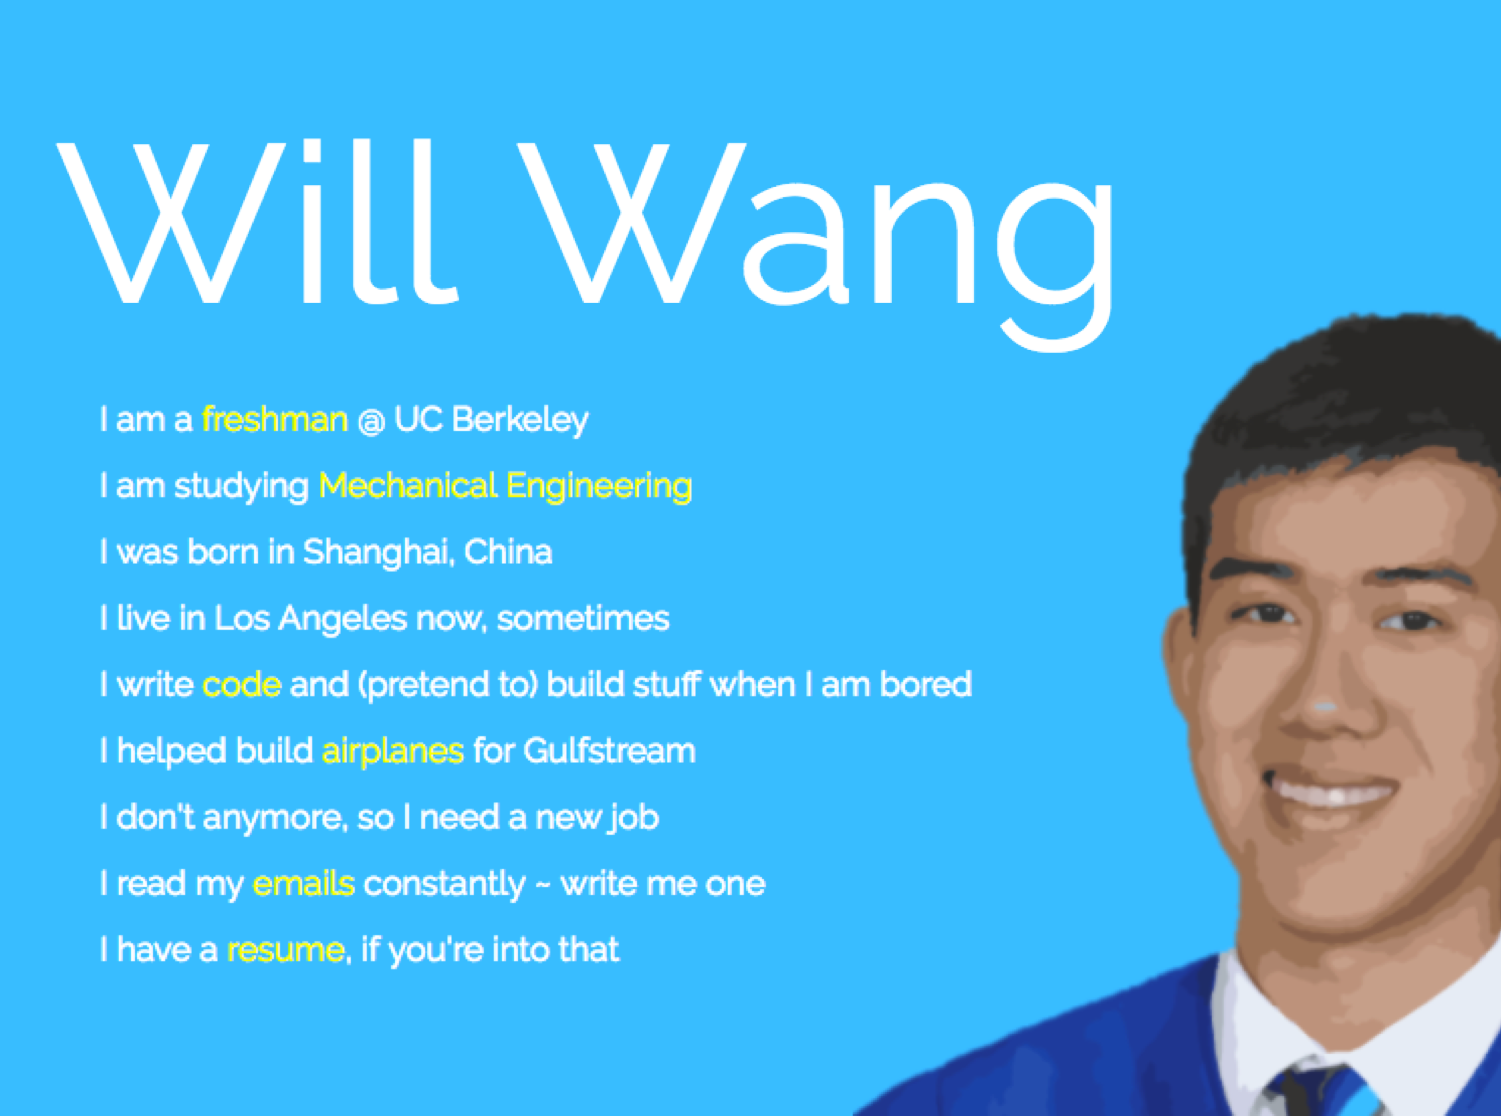 Will Wang
I am a freshman @ UC Berkeley
I am studying Mechanical Engineering
I was born in Shanghai, China
I live in Los Angeles now, sometimes
I write code and (pretend to) build stuff when I am bored
I helped build airplanes for Gulfstream
I don't anymore, so I need a new job
I read my emails constantly ~ write me one
I have a resume, if you're into that